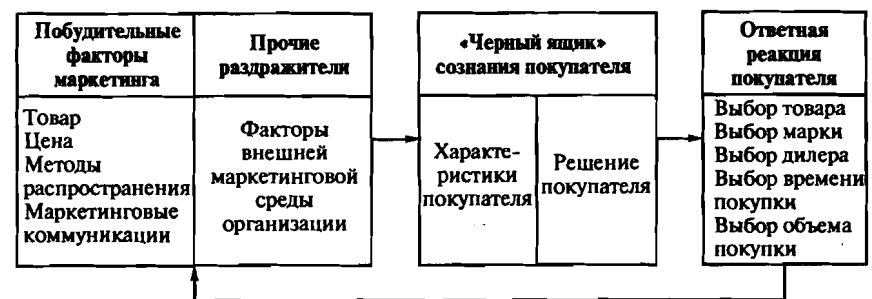 Побудительные
факторы
маркетинга
Прочие
раздражители
«Черный ящик»
сознания покупателя
Ответная
реакция
покупателя
Товар
Цена
Методы
распространения
Маркетинговые
коммуникации
Факторы
внешней
маркетинговой
среды
организации
Характе-
ристики
покупателя
Решение
покупателя
Выбор товара
Выбор марки
Выбор дилера
Выбор времени
покупки
Выбор объема
покупки